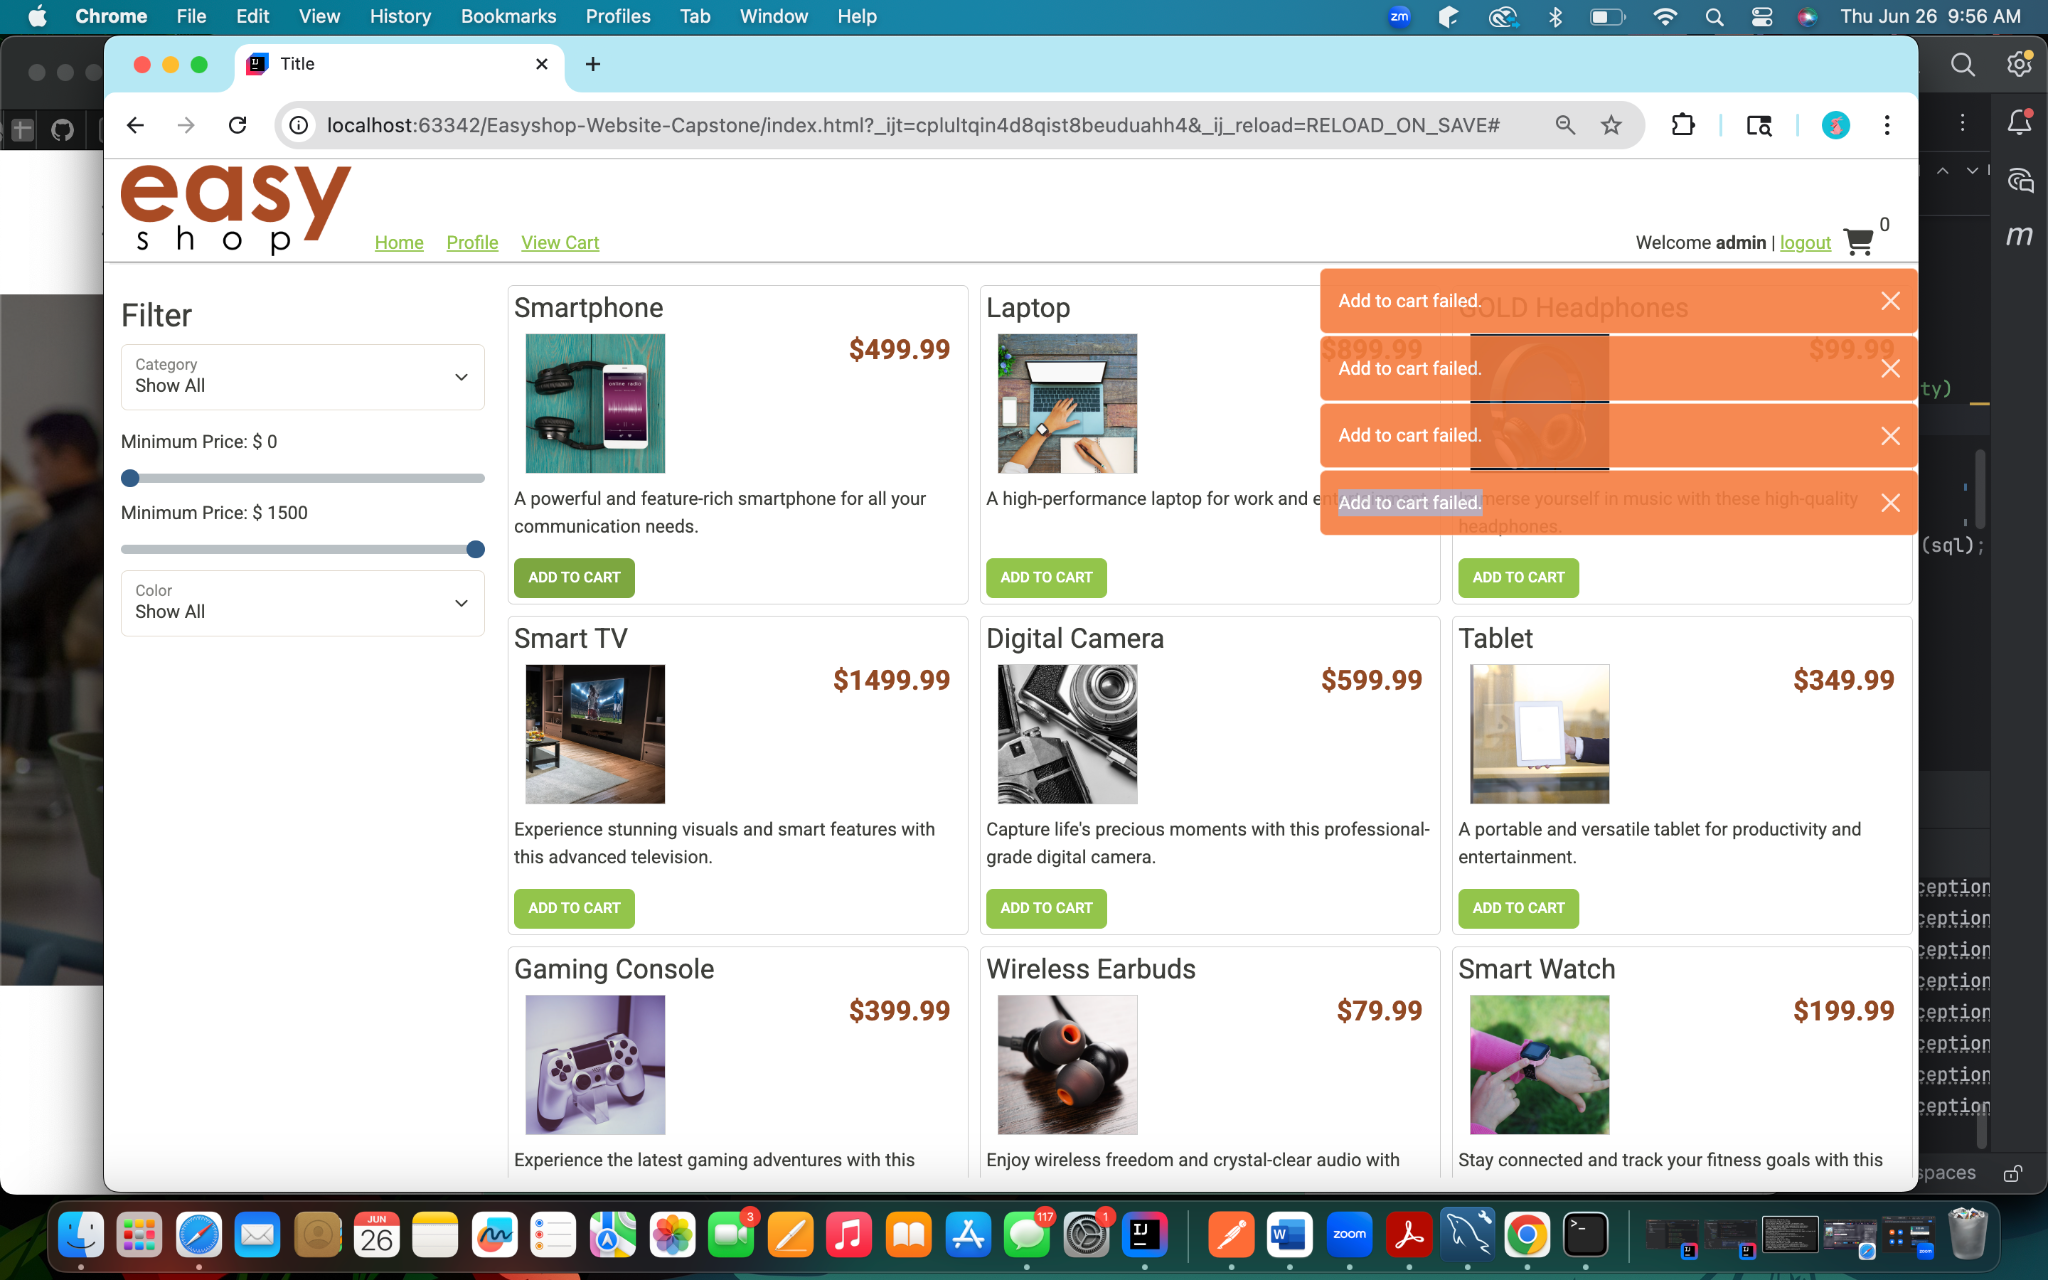 Chrome File Edit View History Bookmarks Profiles Tab Window Help
zm
Thu Jun 26 9:56 AM
Title
localhost:63342/Easyshop-Website-Capstone/index.html?_ijt=cplultqin4d8qist8beuduahh4&_ij_reload=RELOAD_ON_SAVE#
easy
shop
Home Profile View Cart
Welcome admin | logout
0
Filter
Category
Show All
Minimum Price: $ 0
Minimum Price: $ 1500
Color
Show All
Add to cart failed.
Add to cart failed.
Add to cart failed.
Add to cart failed.
Smartphone
$499.99
A powerful and feature-rich smartphone for all your
communication needs.
ADD TO CART
Laptop
$899.99
A high-performance laptop for work and entertainment.
ADD TO CART
GOLD Headphones
$99.99
Immerse yourself in music with these high-quality
headphones.
ADD TO CART
Smart TV
$1499.99
Experience stunning visuals and smart features with
this advanced television.
ADD TO CART
Digital Camera
$599.99
Capture life's precious moments with this professional-
grade digital camera.
ADD TO CART
Tablet
$349.99
A portable and versatile tablet for productivity and
entertainment.
ADD TO CART
Gaming Console
$399.99
Experience the latest gaming adventures with this
Wireless Earbuds
$79.99
Enjoy wireless freedom and crystal-clear audio with
Smart Watch
$199.99
Stay connected and track your fitness goals with this
m
ty)
(sql);
ception
ception
ception
ception
ception
ception
ception
ception
spaces
JUN
26
3
117
1
IJ
W
zoom